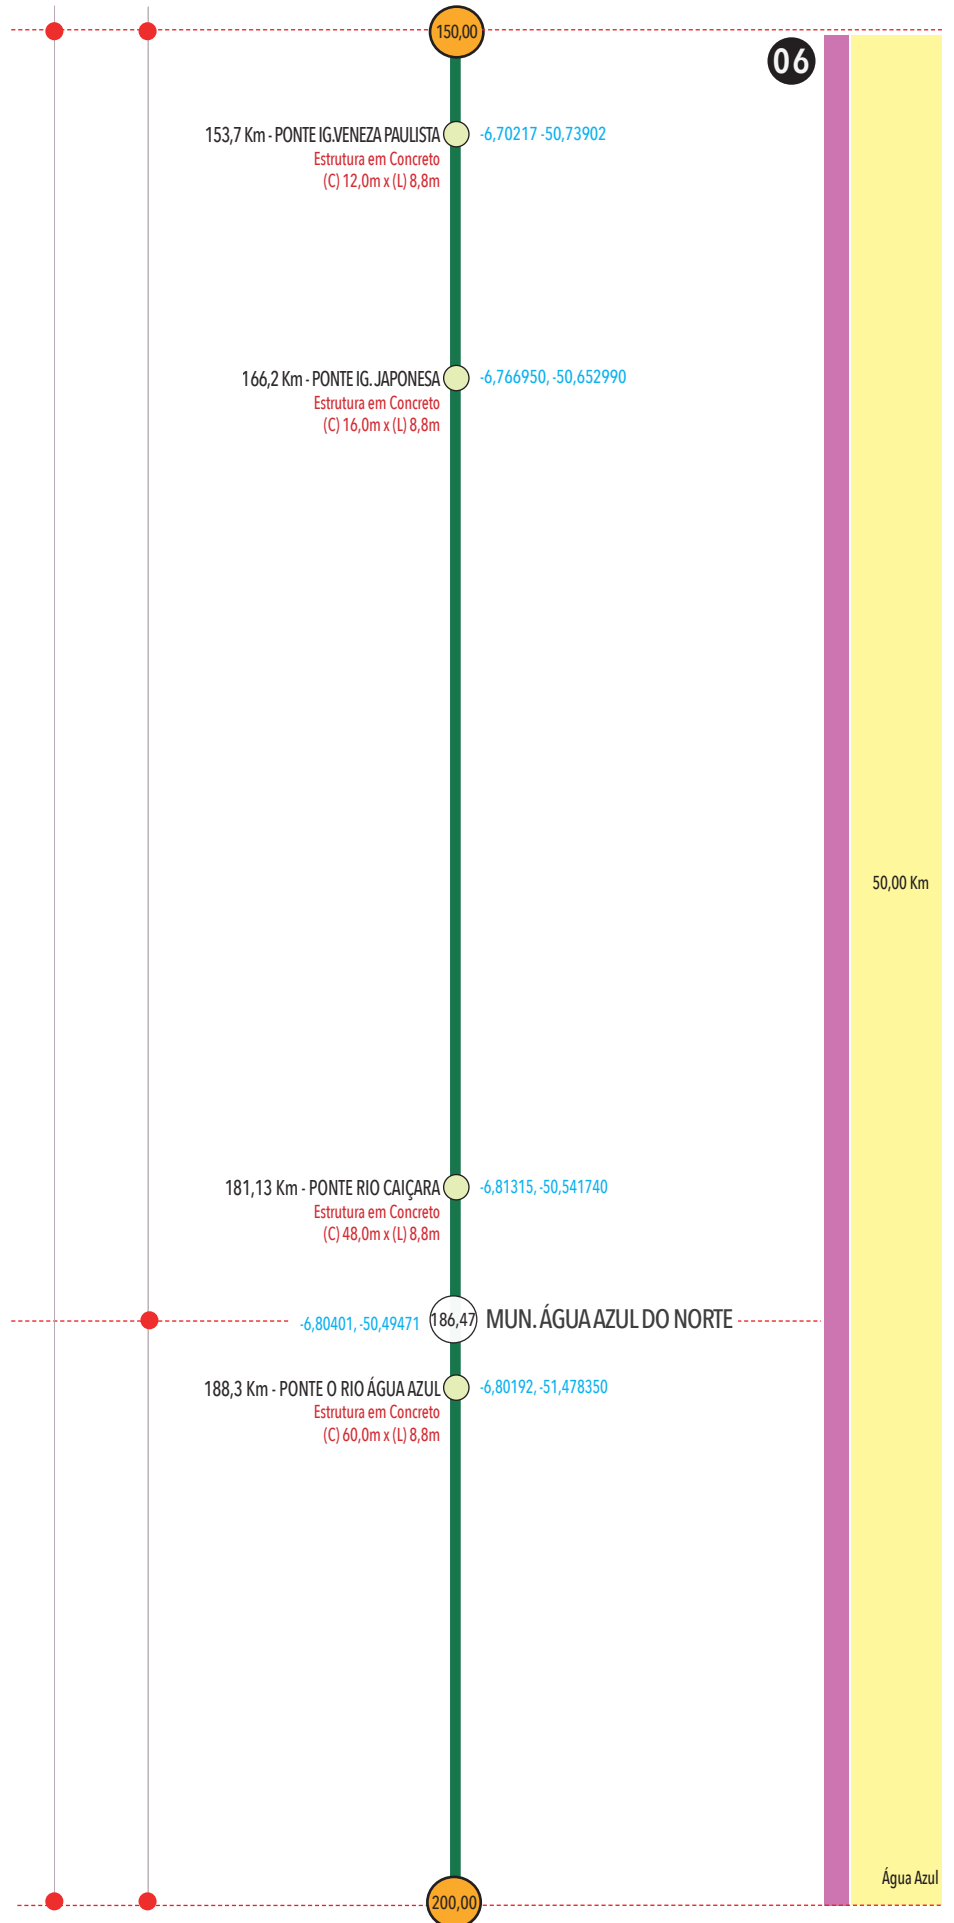 150,00
06
153,7 Km - PONTE IG.VENEZA PAULISTA
-6,70217 -50,73902
Estrutura em Concreto
(C) 12,0m x (L) 8,8m
166,2 Km - PONTE IG. JAPONESA
-6,766950, -50,652990
Estrutura em Concreto
(C) 16,0m x (L) 8,8m
50,00 Km
181,13 Km - PONTE RIO CAIÇARA
-6,81315, -50,541740
Estrutura em Concreto
(C) 48,0m x (L) 8,8m
-6,80401, -50,49471
186,47
MUN. ÁGUA AZUL DO NORTE
188,3 Km - PONTE O RIO ÁGUA AZUL
-6,80192, -51,478350
Estrutura em Concreto
(C) 60,0m x (L) 8,8m
Água Azul
200,00